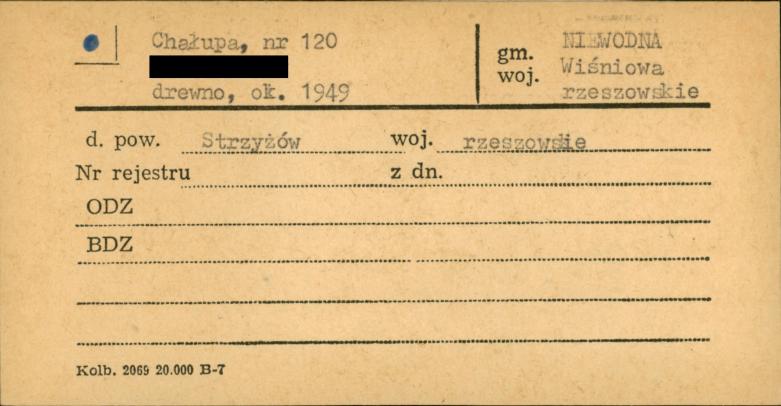 Chałupa, nr 120
drewno, ok. 1949
NIEWODNA
gm. Wiśniowa
woj. rzeszowskie
d. pow. Strzyżów woj. rzeszowskie
Nr rejestru z dn.
ODZ
BDZ
Kolb. 2069 20.000 B-7